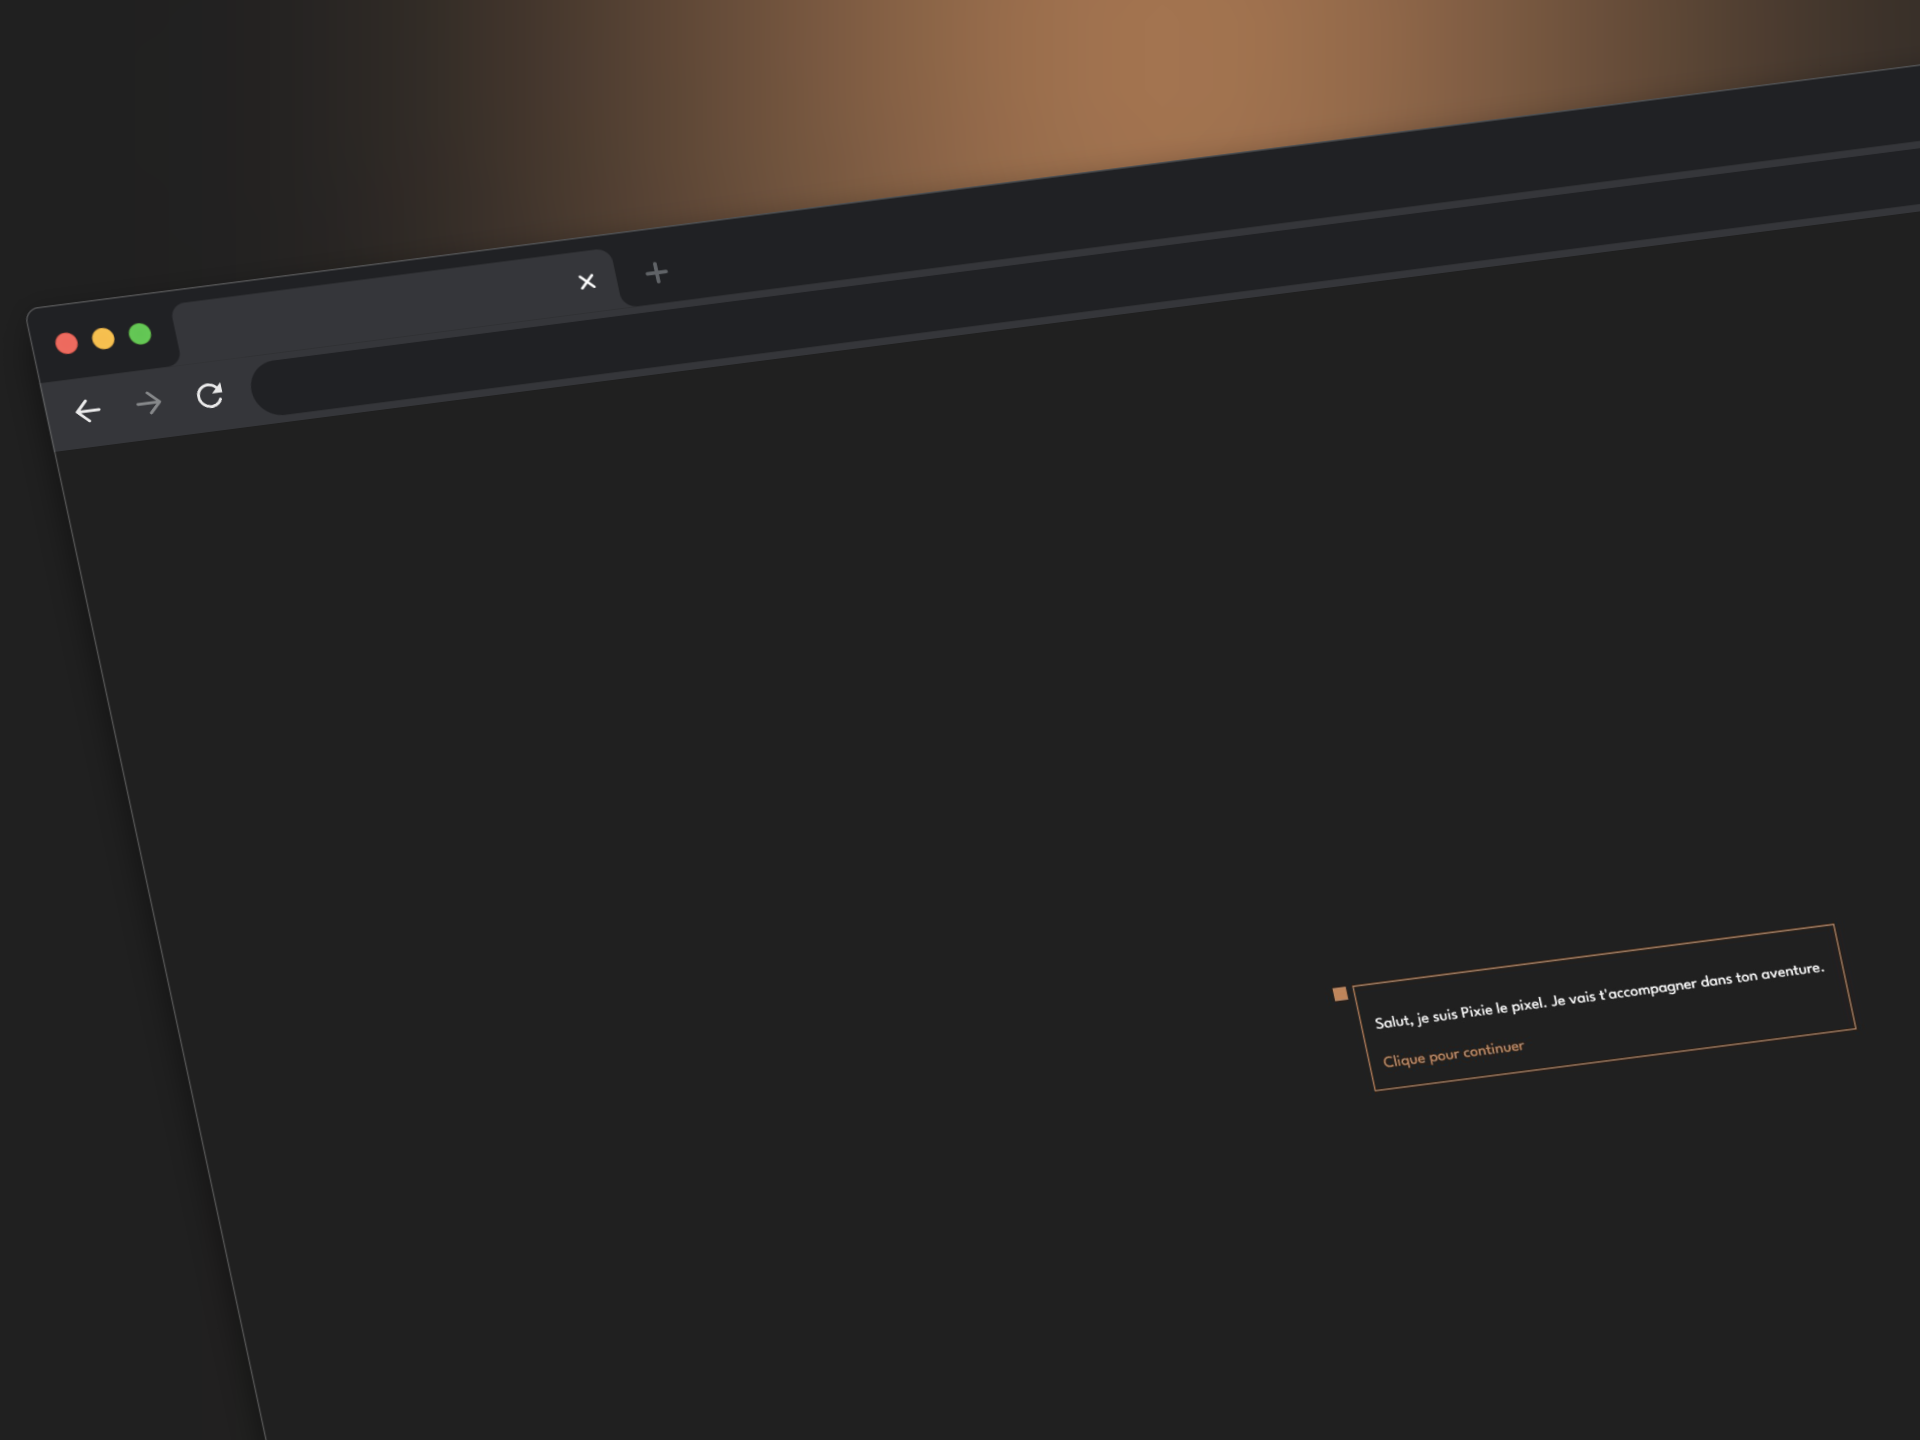 Salut, je suis Pixie le pixel. Je vais t'accompagner dans ton aventure.
Clique pour continuer